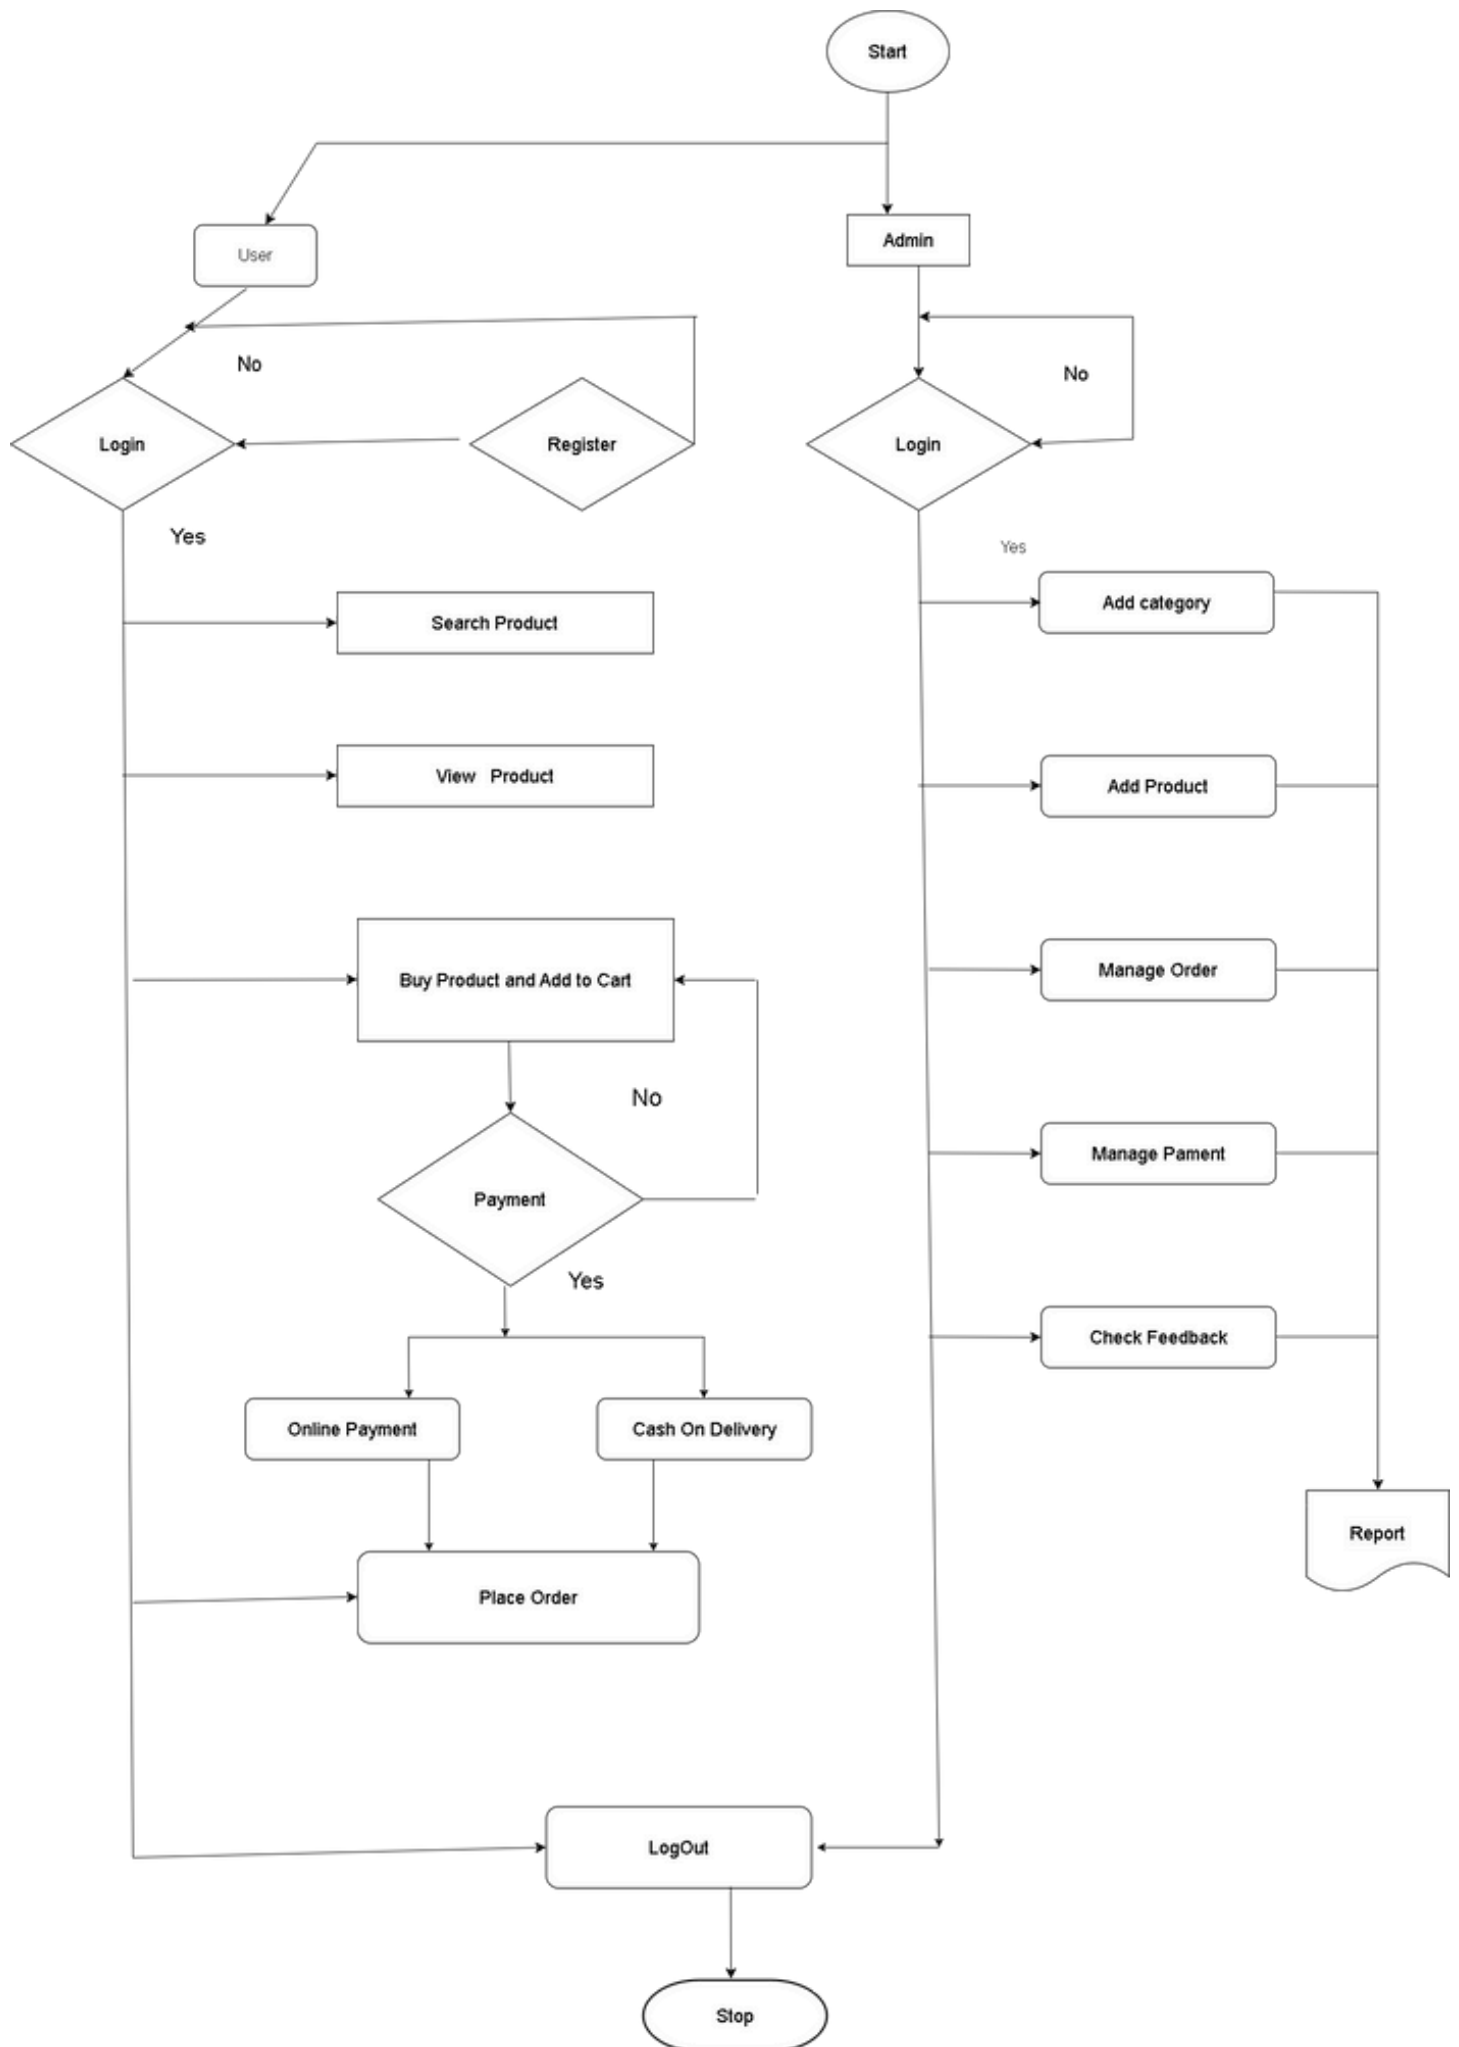 Start
User
Admin
No
No
Login
Register
Login
Yes
Yes
Search Product
Add category
View Product
Add Product
Buy Product and Add to Cart
Manage Order
No
Payment
Manage Pament
Yes
Check Feedback
Online Payment
Cash On Delivery
Report
Place Order
LogOut
Stop